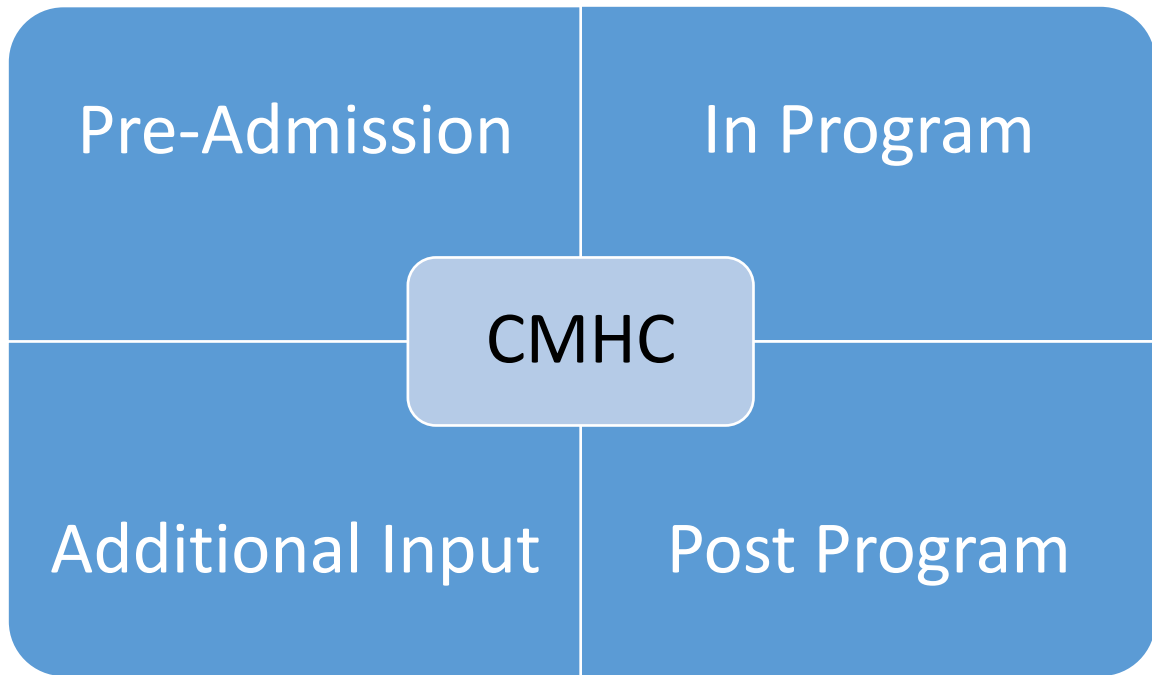 Pre-Admission
In Program
CMHC
Additional Input
Post Program